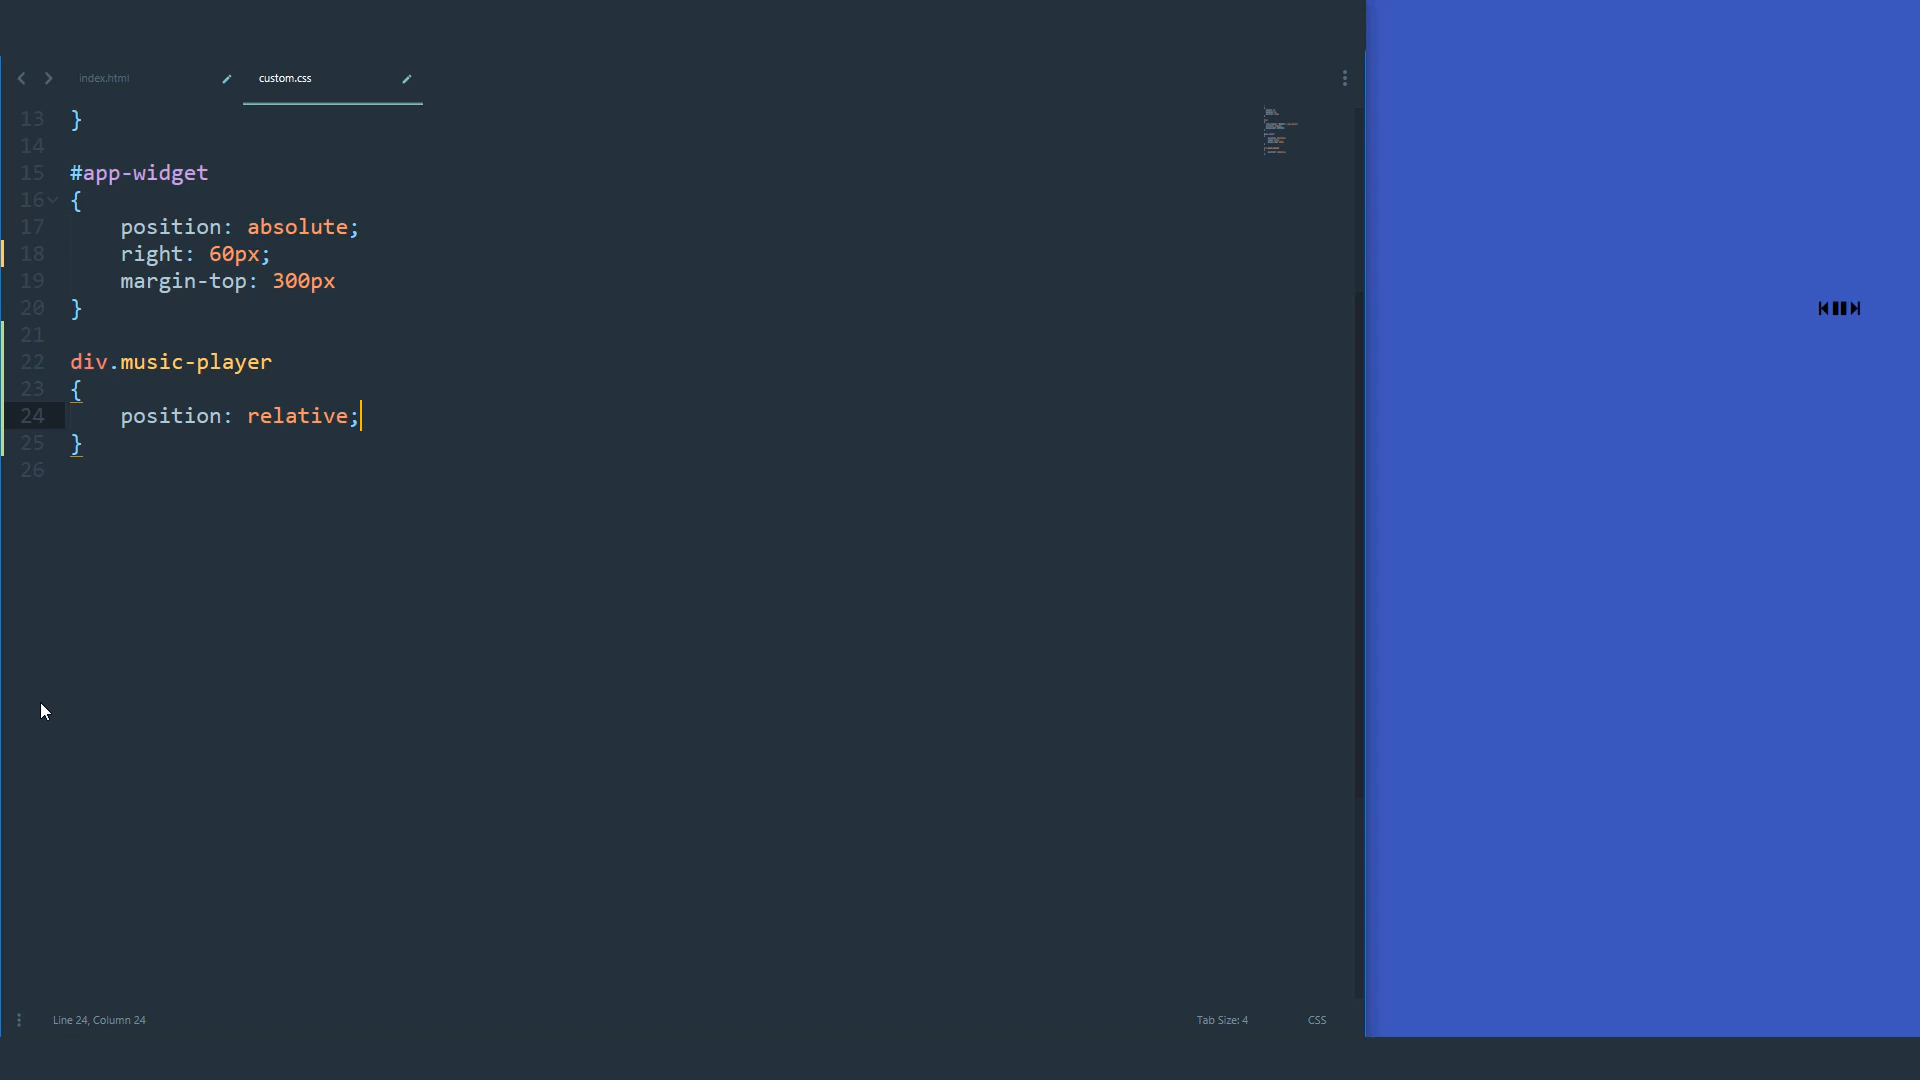 index.html
custom.css
13 }
14
15 #app-widget
16 {
17 position: absolute;
18 right: 60px;
19 margin-top: 300px
20 }
21
22 div.music-player
23 {
24 position: relative;
25 }
26
Line 24, Column 24
Tab Size: 4
CSS